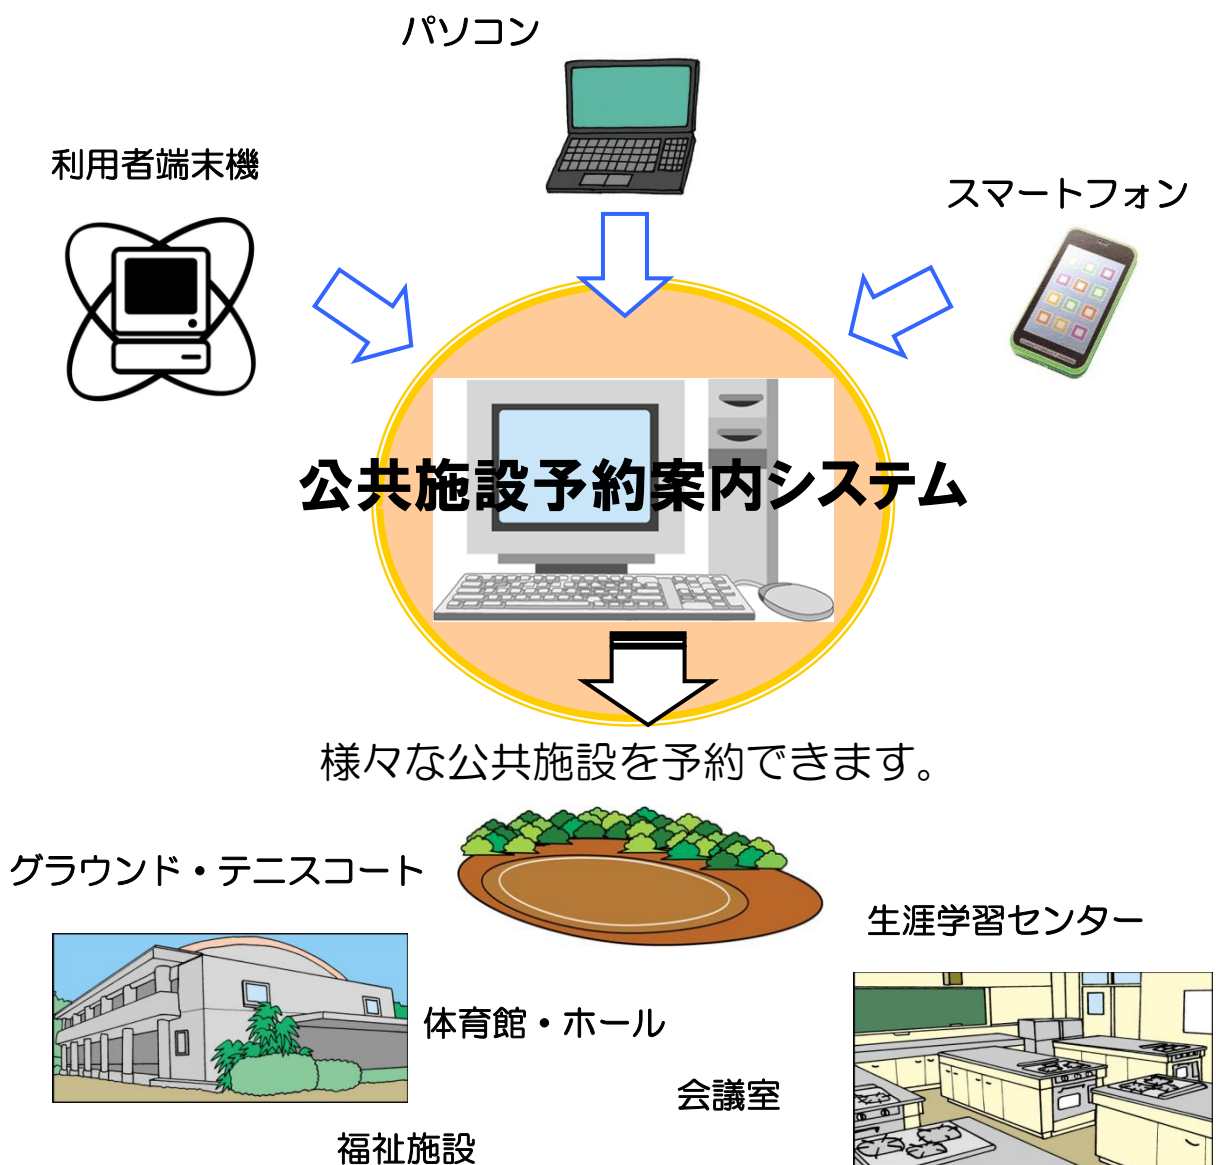 パソコン
利用者端末機
スマートフォン
公共施設予約案内システム
様々な公共施設を予約できます。
グラウンド・テニスコート
生涯学習センター
体育館・ホール
会議室
福祉施設